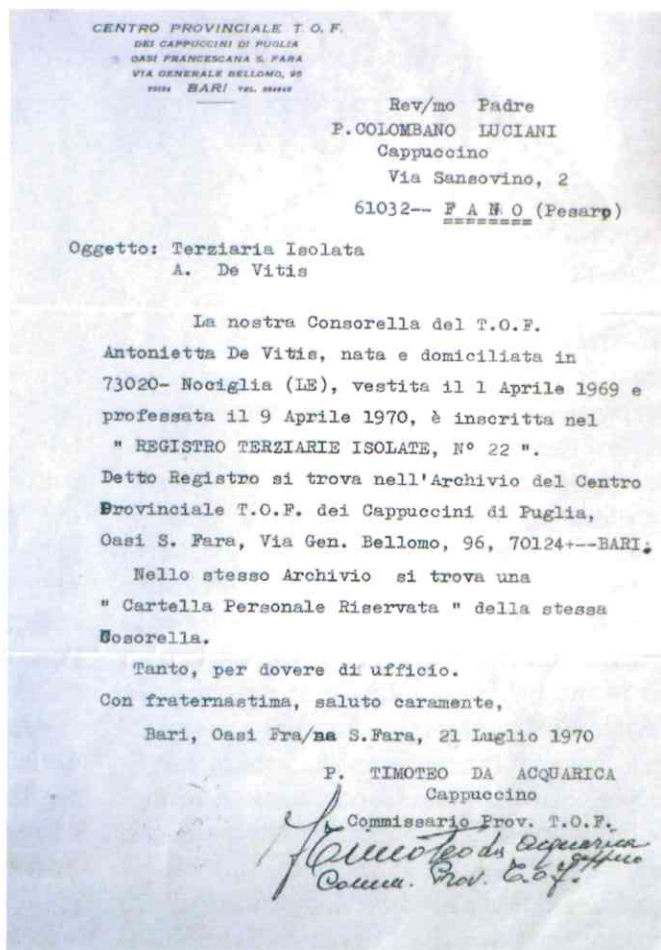 CENTRO PROVINCIALE T. O. F.
DEI CAPPUCCINI DI PUGLIA
OASI FRANCESCANA S. FARA
VIA GENERALE BELLOMO, 95
BARI TEL.
Rev/mo Padre
P.COLOMBANO LUCIANI
Cappuccino
Via Sansovino, 2
61032-- F A N O (Pesaro)
Oggetto: Terziaria Isolata
A. De Vitis
La nostra Consorella del T.O.F.
Antonietta De Vitis, nata e domiciliata in
73020- Nociglia (LE), vestita il 1 Aprile 1969 e
professata il 9 Aprile 1970, è inscritta nel
" REGISTRO TERZIARIE ISOLATE, Nº 22 ".
Detto Registro si trova nell'Archivio del Centro
Provinciale T.O.F. dei Cappuccini di Puglia,
Oasi S. Fara, Via Gen. Bellomo, 96, 70124+--BARI.
Nello stesso Archivio si trova una
" Cartella Personale Riservata " della stessa
Cosorella.
Tanto, per dovere di ufficio.
Con fraternastima, saluto caramente,
Bari, Oasi Fra/na S.Fara, 21 Luglio 1970
P. TIMOTEO DA ACQUARICA
Cappuccino
Commissario Prov. T.O.F.
Timoteo da Acquarica
Comm. Prov. T.O.F.